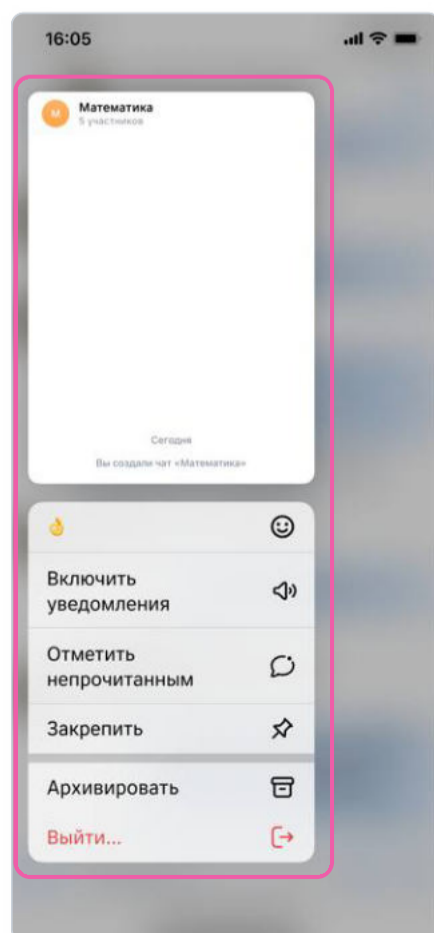 16:05
М
Математика
5 участников
Сегодня
Вы создали чат «Математика»
👌
Включить
уведомления
Отметить
непрочитанным
Закрепить
Архивировать
Выйти...